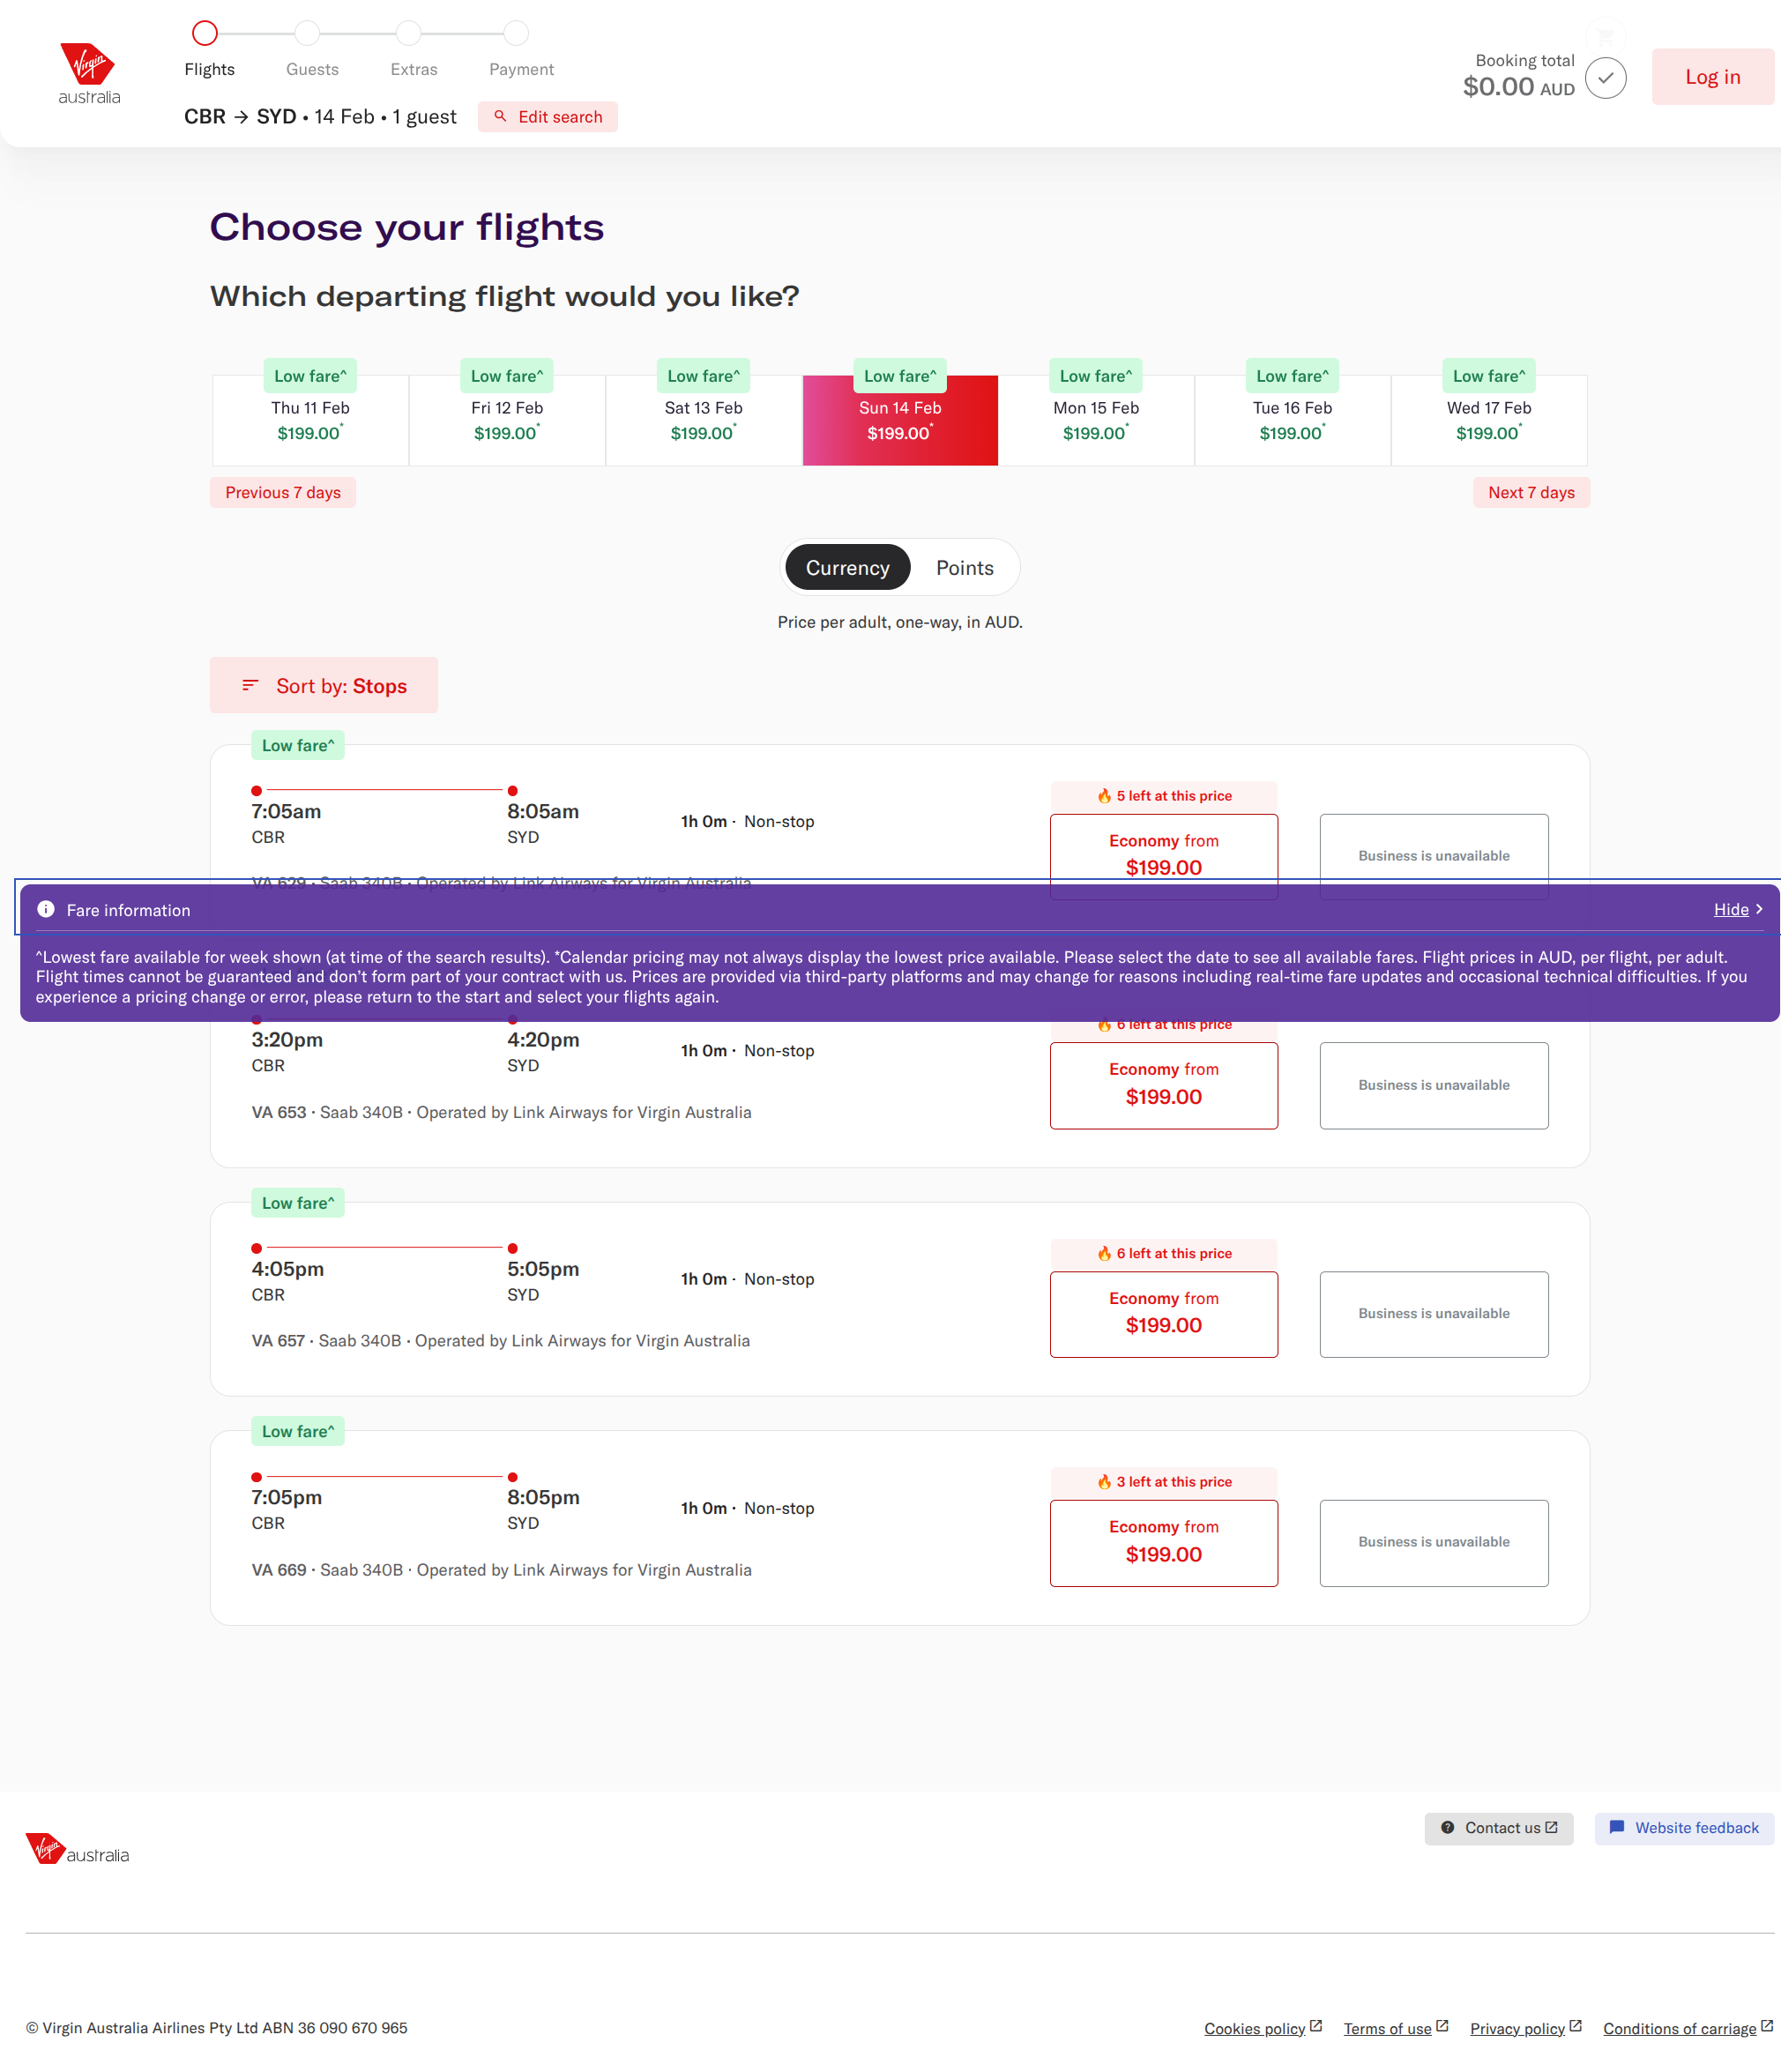 Virgin
australia
Flights
Guests
Extras
Payment
CBR → SYD • 14 Feb • 1 guest
Edit search
Booking total
$0.00 AUD
Log in
Choose your flights
Which departing flight would you like?
Low fare^ Low fare^ Low fare^ Low fare^ Low fare^ Low fare^ Low fare^
Thu 11 Feb Fri 12 Feb Sat 13 Feb Sun 14 Feb Mon 15 Feb Tue 16 Feb Wed 17 Feb
$199.00* $199.00* $199.00* $199.00* $199.00* $199.00* $199.00*
Previous 7 days
Next 7 days
Currency
Points
Price per adult, one-way, in AUD.
Sort by: Stops
Low fare^
7:05am
CBR
8:05am
SYD
1h 0m · Non-stop
🔥 5 left at this price
Economy from
$199.00
Business is unavailable
VA 629 · Saab 340B · Operated by Link Airways for Virgin Australia
Fare information
Hide
^Lowest fare available for week shown (at time of the search results). *Calendar pricing may not always display the lowest price available. Please select the date to see all available fares. Flight prices in AUD, per flight, per adult.
Flight times cannot be guaranteed and don’t form part of your contract with us. Prices are provided via third-party platforms and may change for reasons including real-time fare updates and occasional technical difficulties. If you
experience a pricing change or error, please return to the start and select your flights again.
3:20pm
CBR
4:20pm
SYD
1h 0m · Non-stop
🔥 6 left at this price
Economy from
$199.00
Business is unavailable
VA 653 · Saab 340B · Operated by Link Airways for Virgin Australia
Low fare^
4:05pm
CBR
5:05pm
SYD
1h 0m · Non-stop
🔥 6 left at this price
Economy from
$199.00
Business is unavailable
VA 657 · Saab 340B · Operated by Link Airways for Virgin Australia
Low fare^
7:05pm
CBR
8:05pm
SYD
1h 0m · Non-stop
🔥 3 left at this price
Economy from
$199.00
Business is unavailable
VA 669 · Saab 340B · Operated by Link Airways for Virgin Australia
Virgin australia
Contact us
Website feedback
© Virgin Australia Airlines Pty Ltd ABN 36 090 670 965
Cookies policy
Terms of use
Privacy policy
Conditions of carriage